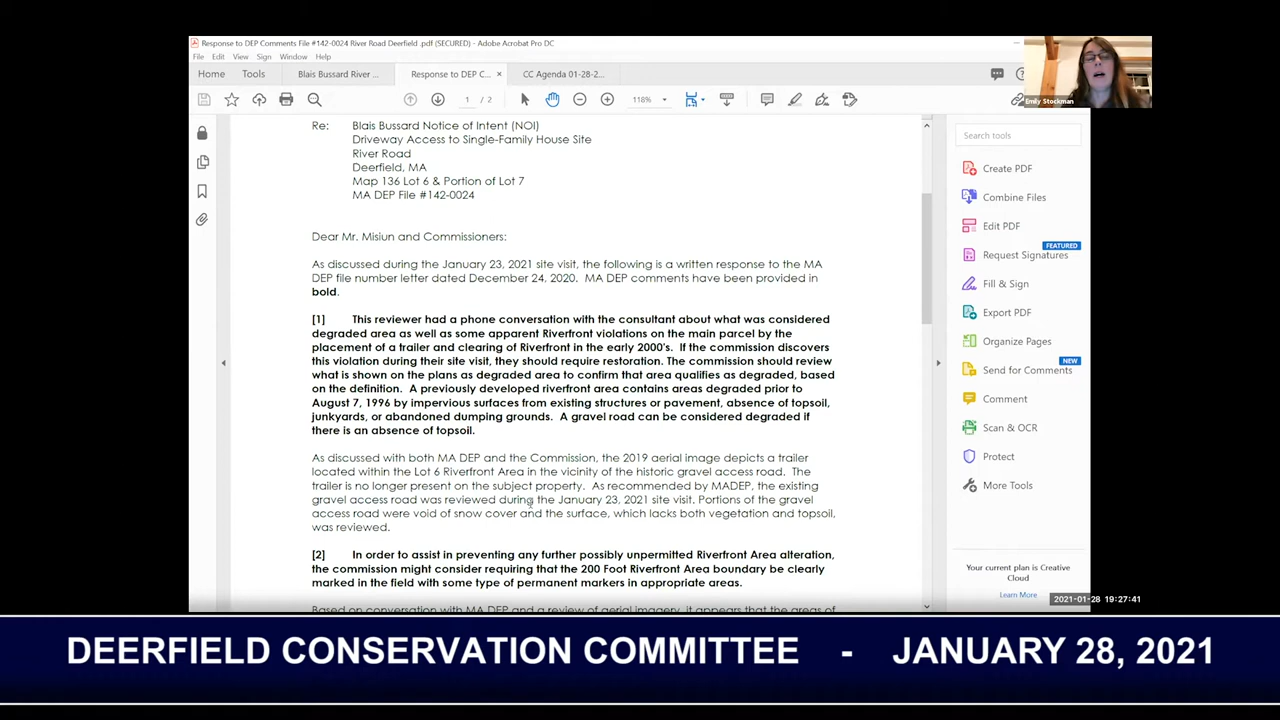 Response to DEP Comments File #142-0024 River Road Deerfield .pdf (SECURED) - Adobe Acrobat Pro DC
File Edit View Sign Window Help
Home Tools Blais Bussard River ... Response to DEP C... × CC Agenda 01-28-2...
1 / 2 118%
Emily Stockman
Re: Blais Bussard Notice of Intent (NOI)
Driveway Access to Single-Family House Site
River Road
Deerfield, MA
Map 136 Lot 6 & Portion of Lot 7
MA DEP File #142-0024
Dear Mr. Misiun and Commissioners:
As discussed during the January 23, 2021 site visit, the following is a written response to the MA
DEP file number letter dated December 24, 2020. MA DEP comments have been provided in
bold.
[1] This reviewer had a phone conversation with the consultant about what was considered
degraded area as well as some apparent Riverfront violations on the main parcel by the
placement of a trailer and clearing of Riverfront in the early 2000's. If the commission discovers
this violation during their site visit, they should require restoration. The commission should review
what is shown on the plans as degraded area to confirm that area qualifies as degraded, based
on the definition. A previously developed riverfront area contains areas degraded prior to
August 7, 1996 by impervious surfaces from existing structures or pavement, absence of topsoil,
junkyards, or abandoned dumping grounds. A gravel road can be considered degraded if
there is an absence of topsoil.
As discussed with both MA DEP and the Commission, the 2019 aerial image depicts a trailer
located within the Lot 6 Riverfront Area in the vicinity of the historic gravel access road. The
trailer is no longer present on the subject property. As recommended by MADEP, the existing
gravel access road was reviewed during the January 23, 2021 site visit. Portions of the gravel
access road were void of snow cover and the surface, which lacks both vegetation and topsoil,
was reviewed.
[2] In order to assist in preventing any further possibly unpermitted Riverfront Area alteration,
the commission might consider requiring that the 200 Foot Riverfront Area boundary be clearly
marked in the field with some type of permanent markers in appropriate areas.
Based on conversation with MA DEP and a review of aerial imagery, it appears that the areas of
Search tools
Create PDF
Combine Files
Edit PDF
FEATURED
Request Signatures
Fill & Sign
Export PDF
Organize Pages
NEW
Send for Comments
Comment
Scan & OCR
Protect
More Tools
Your current plan is Creative
Cloud
Learn More
2021-01-28 19:27:41
DEERFIELD CONSERVATION COMMITTEE - JANUARY 28, 2021